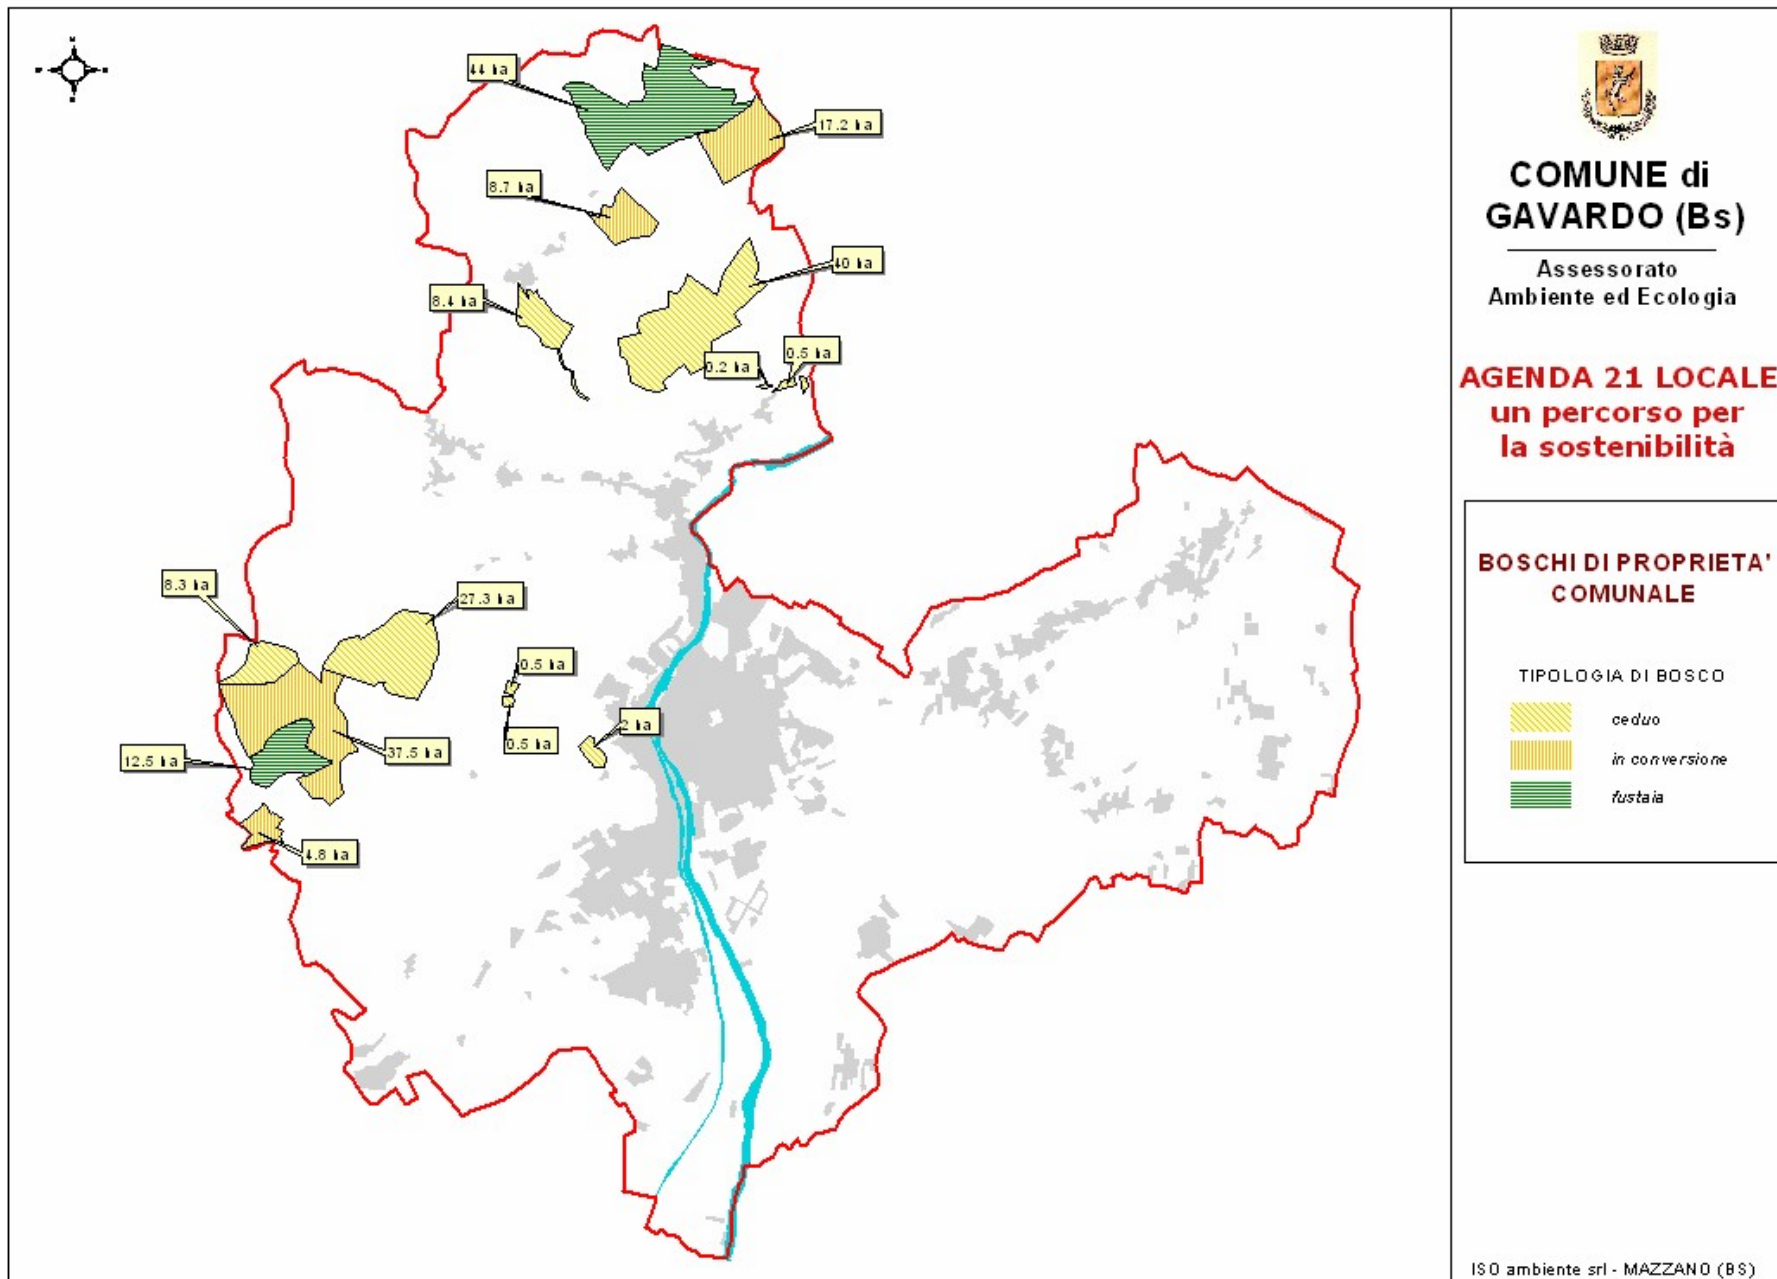 44 ha
17.2 ha
8.7 ha
40 ha
8.4 ha
0.2 ha
0.5 ha
8.3 ha
27.3 ha
0.5 ha
2 ha
0.5 ha
37.5 ha
12.5 ha
4.8 ha
COMUNE di
GAVARDO (Bs)
Assessorato
Ambiente ed Ecologia
AGENDA 21 LOCALE
un percorso per
la sostenibilità
BOSCHI DI PROPRIETA'
COMUNALE
TIPOLOGIA DI BOSCO
ceduo
in conversione
fustaia
ISO ambiente srl - MAZZANO (BS)